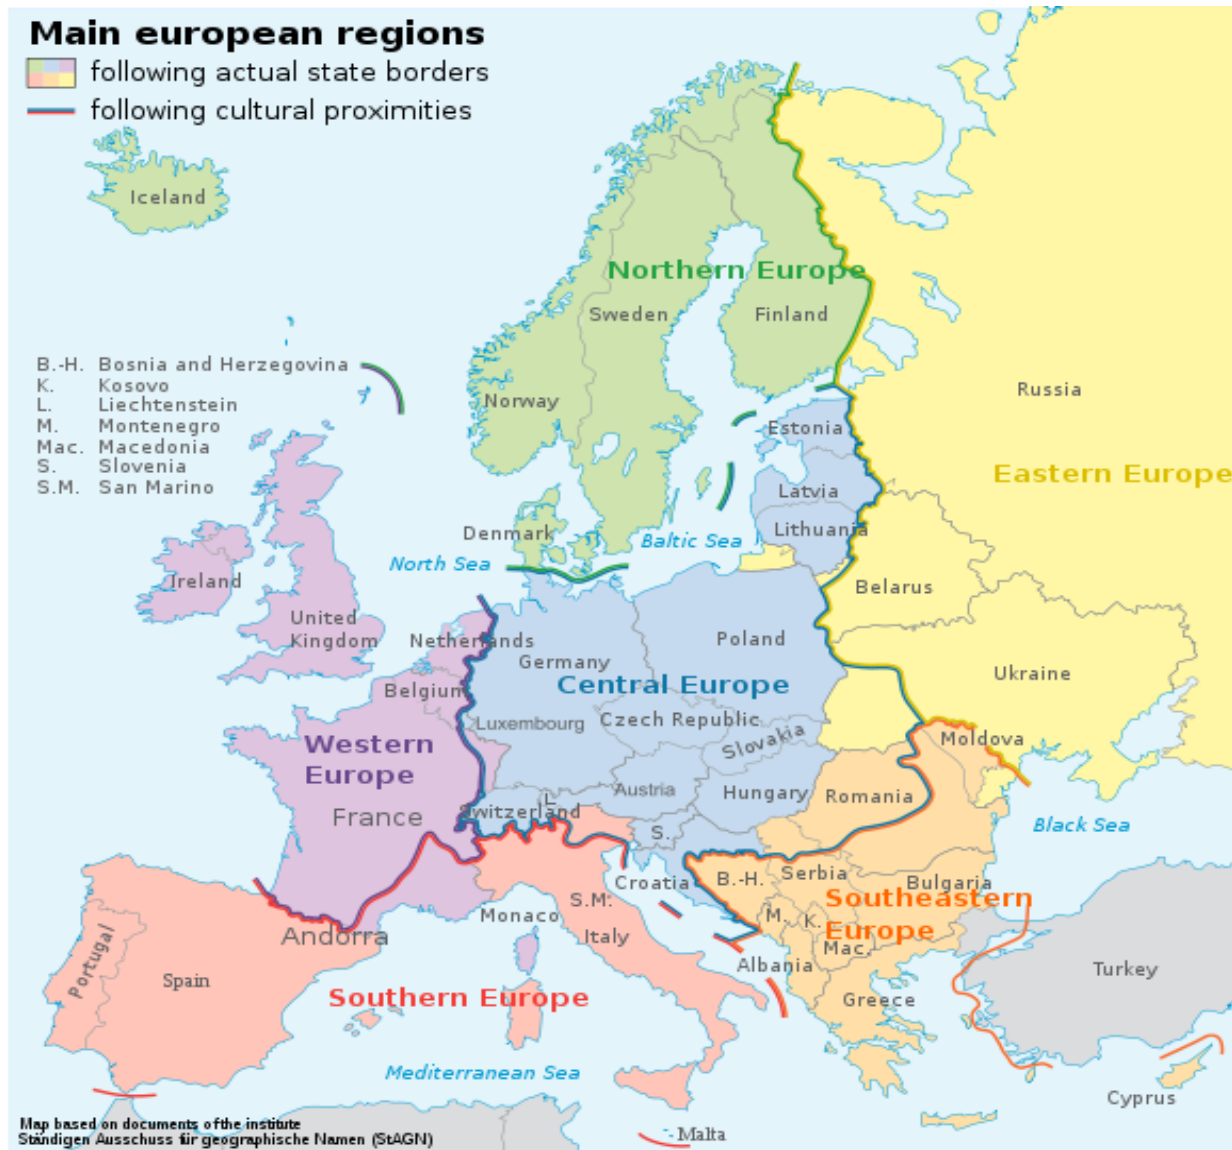 Main european regions
following actual state borders
following cultural proximities
Iceland
Northern Europe
Sweden
Finland
B.-H. Bosnia and Herzegovina
K. Kosovo
L. Liechtenstein
M. Montenegro
Mac. Macedonia
S. Slovenia
S.M. San Marino
Norway
Russia
Estonia
Eastern Europe
Latvia
Lithuania
Denmark
Baltic Sea
North Sea
Ireland
Belarus
United
Kingdom
Netherlands
Poland
Germany
Ukraine
Belgium
Central Europe
Luxembourg
Czech Republic
Slovakia
Moldova
Western
Europe
Austria
Hungary
Romania
L.
Switzerland
France
Black Sea
S.
Croatia
B.-H.
Serbia
Bulgaria
Southeastern
Europe
S.M.
Monaco
M.
K.
Andorra
Italy
Mac.
Portugal
Spain
Albania
Turkey
Southern Europe
Greece
Mediterranean Sea
Cyprus
Malta
Map based on documents of the institute
Ständigen Ausschuss für geographische Namen (StAGN)